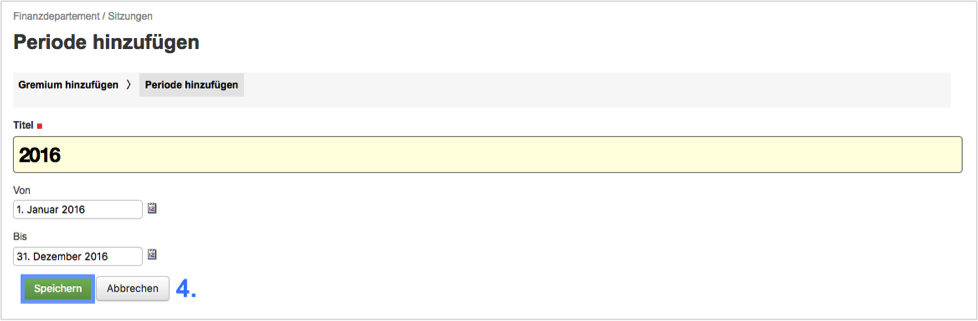 Finanzdepartement / Sitzungen
Periode hinzufügen
Gremium hinzufügen 〉 Periode hinzufügen
Titel
2016
Von
1. Januar 2016
Bis
31. Dezember 2016
Speichern Abbrechen 4.